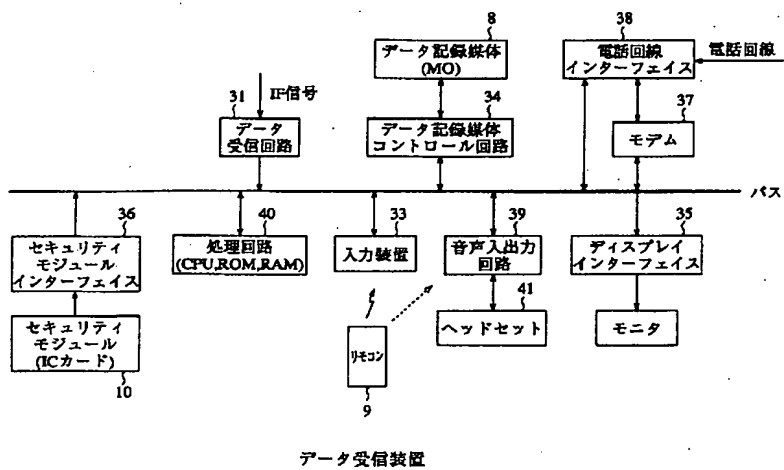 8
データ記録媒体
(MO)
38
電話回線
インターフェイス
電話回線
31
IF信号
データ
受信回路
34
データ記録媒体
コントロール回路
37
モデム
バス
36
セキュリティ
モジュール
インターフェイス
40
処理回路
(CPU,ROM,RAM)
33
入力装置
39
音声入出力
回路
35
ディスプレイ
インターフェイス
セキュリティ
モジュール
(ICカード)
10
リモコン
9
41
ヘッドセット
モニタ
データ受信装置